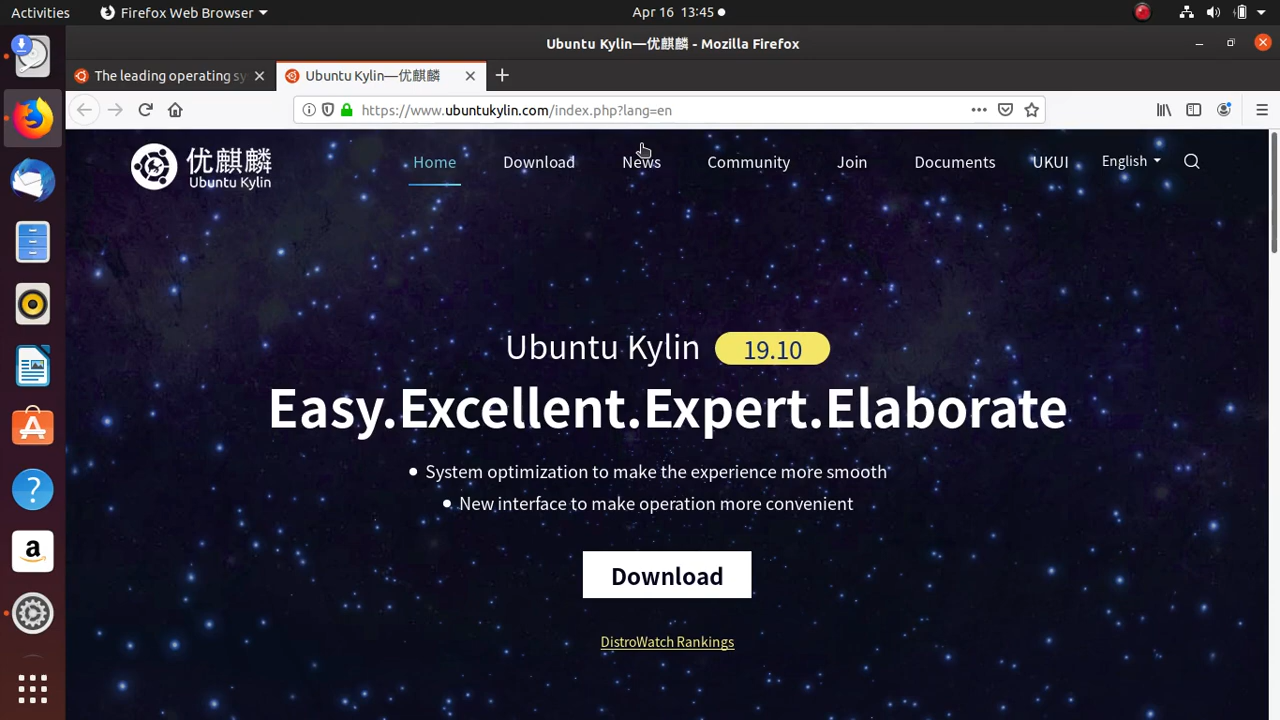 Activities
Firefox Web Browser
Apr 16 13:45
Ubuntu Kylin—优麒麟 - Mozilla Firefox
The leading operating sy
Ubuntu Kylin—优麒麟
https://www.ubuntukylin.com/index.php?lang=en
优麒麟
Ubuntu Kylin
Home
Download
News
Community
Join
Documents
UKUI
English
Ubuntu Kylin 19.10
Easy.Excellent.Expert.Elaborate
System optimization to make the experience more smooth
New interface to make operation more convenient
Download
DistroWatch Rankings